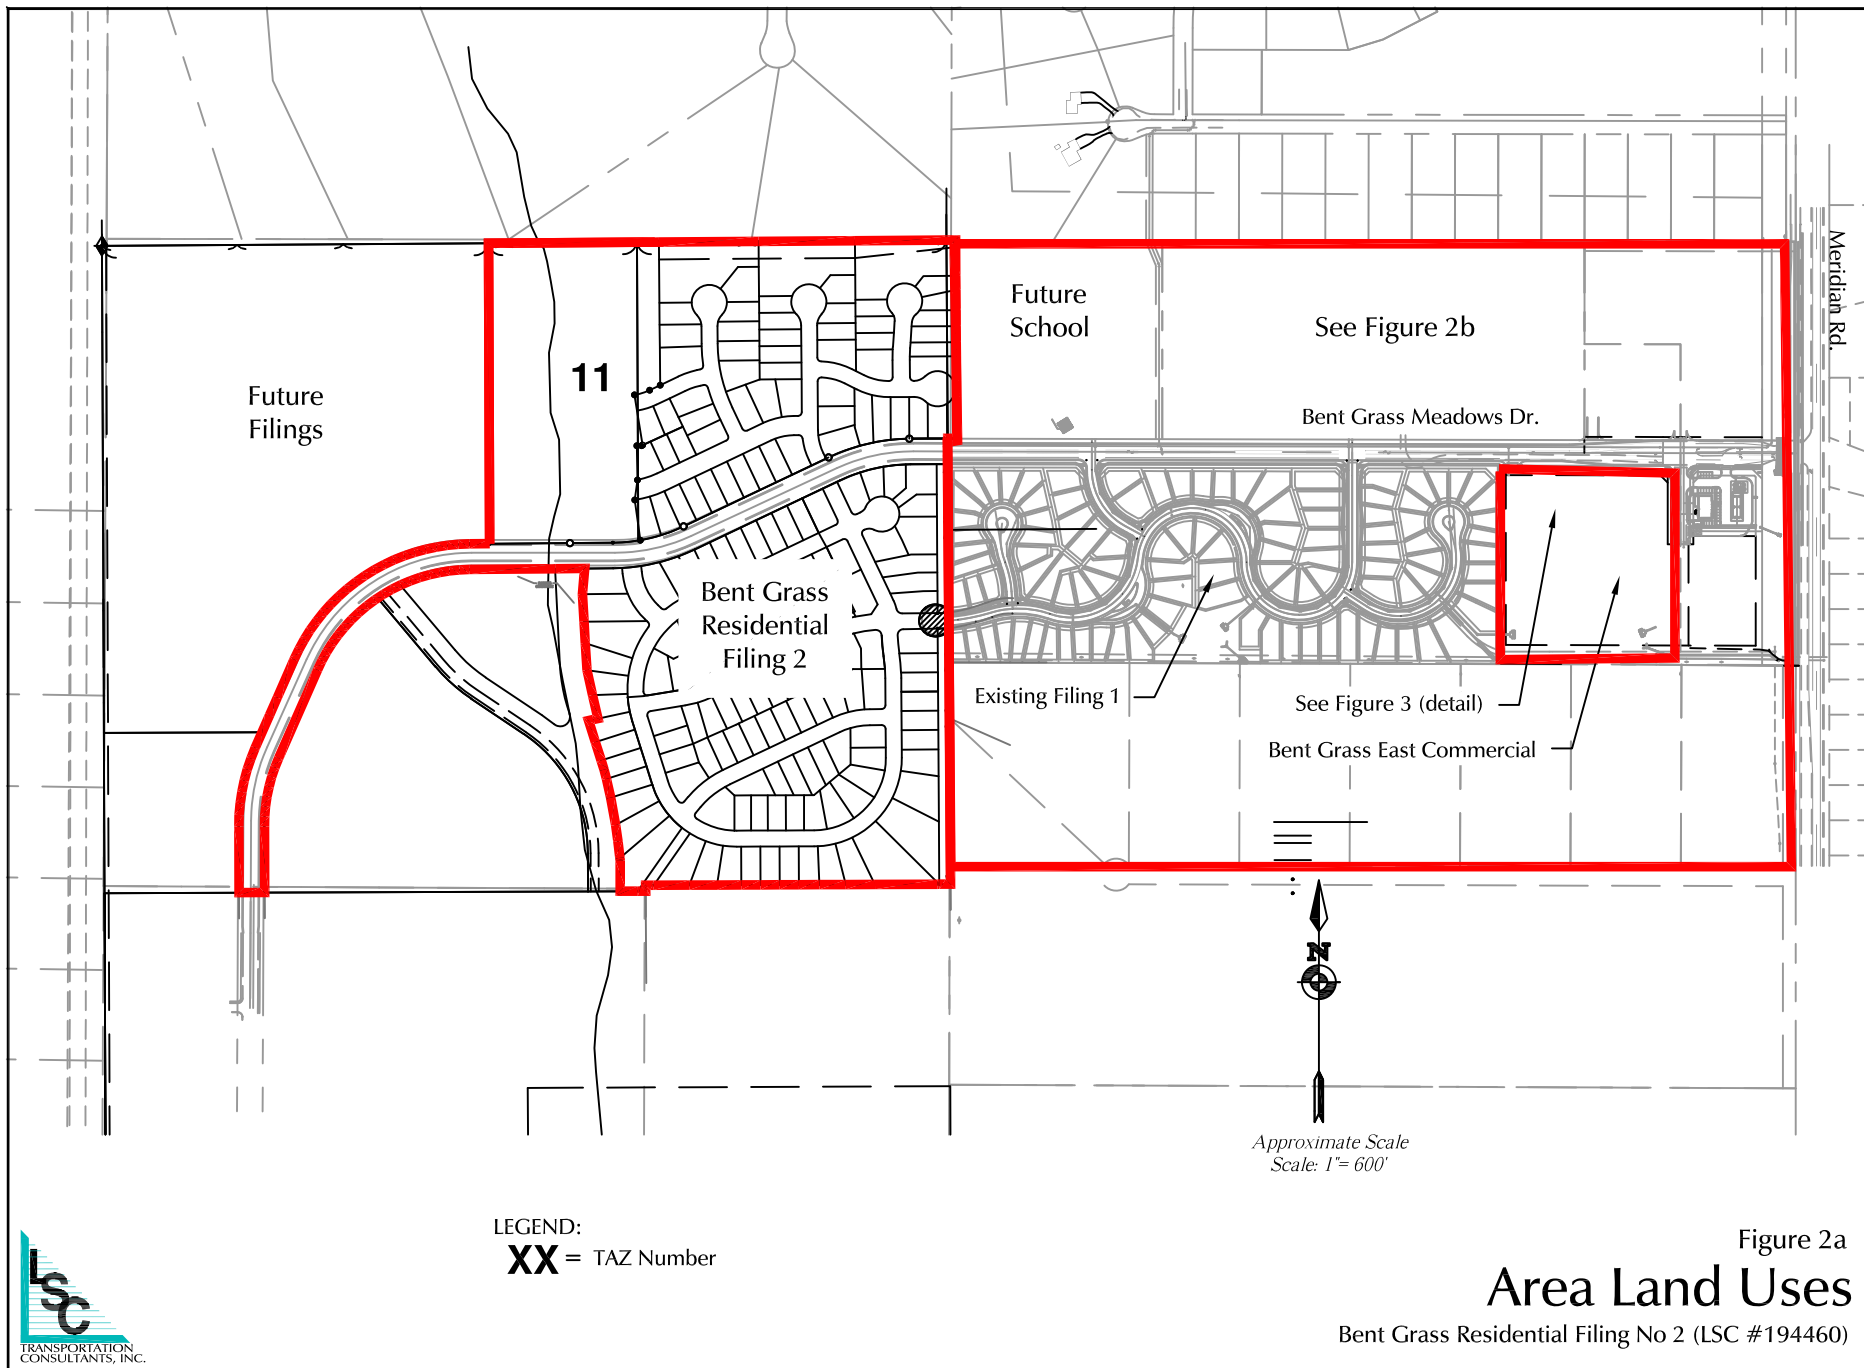 Meridian Rd.
Future
School
See Figure 2b
11
Future
Filings
Bent Grass Meadows Dr.
Bent Grass
Residential
Filing 2
Existing Filing 1
See Figure 3 (detail)
Bent Grass East Commercial
N
Approximate Scale
Scale: 1"= 600'
LEGEND:
XX = TAZ Number
Figure 2a
Area Land Uses
Bent Grass Residential Filing No 2 (LSC #194460)
LSC
TRANSPORTATION
CONSULTANTS, INC.